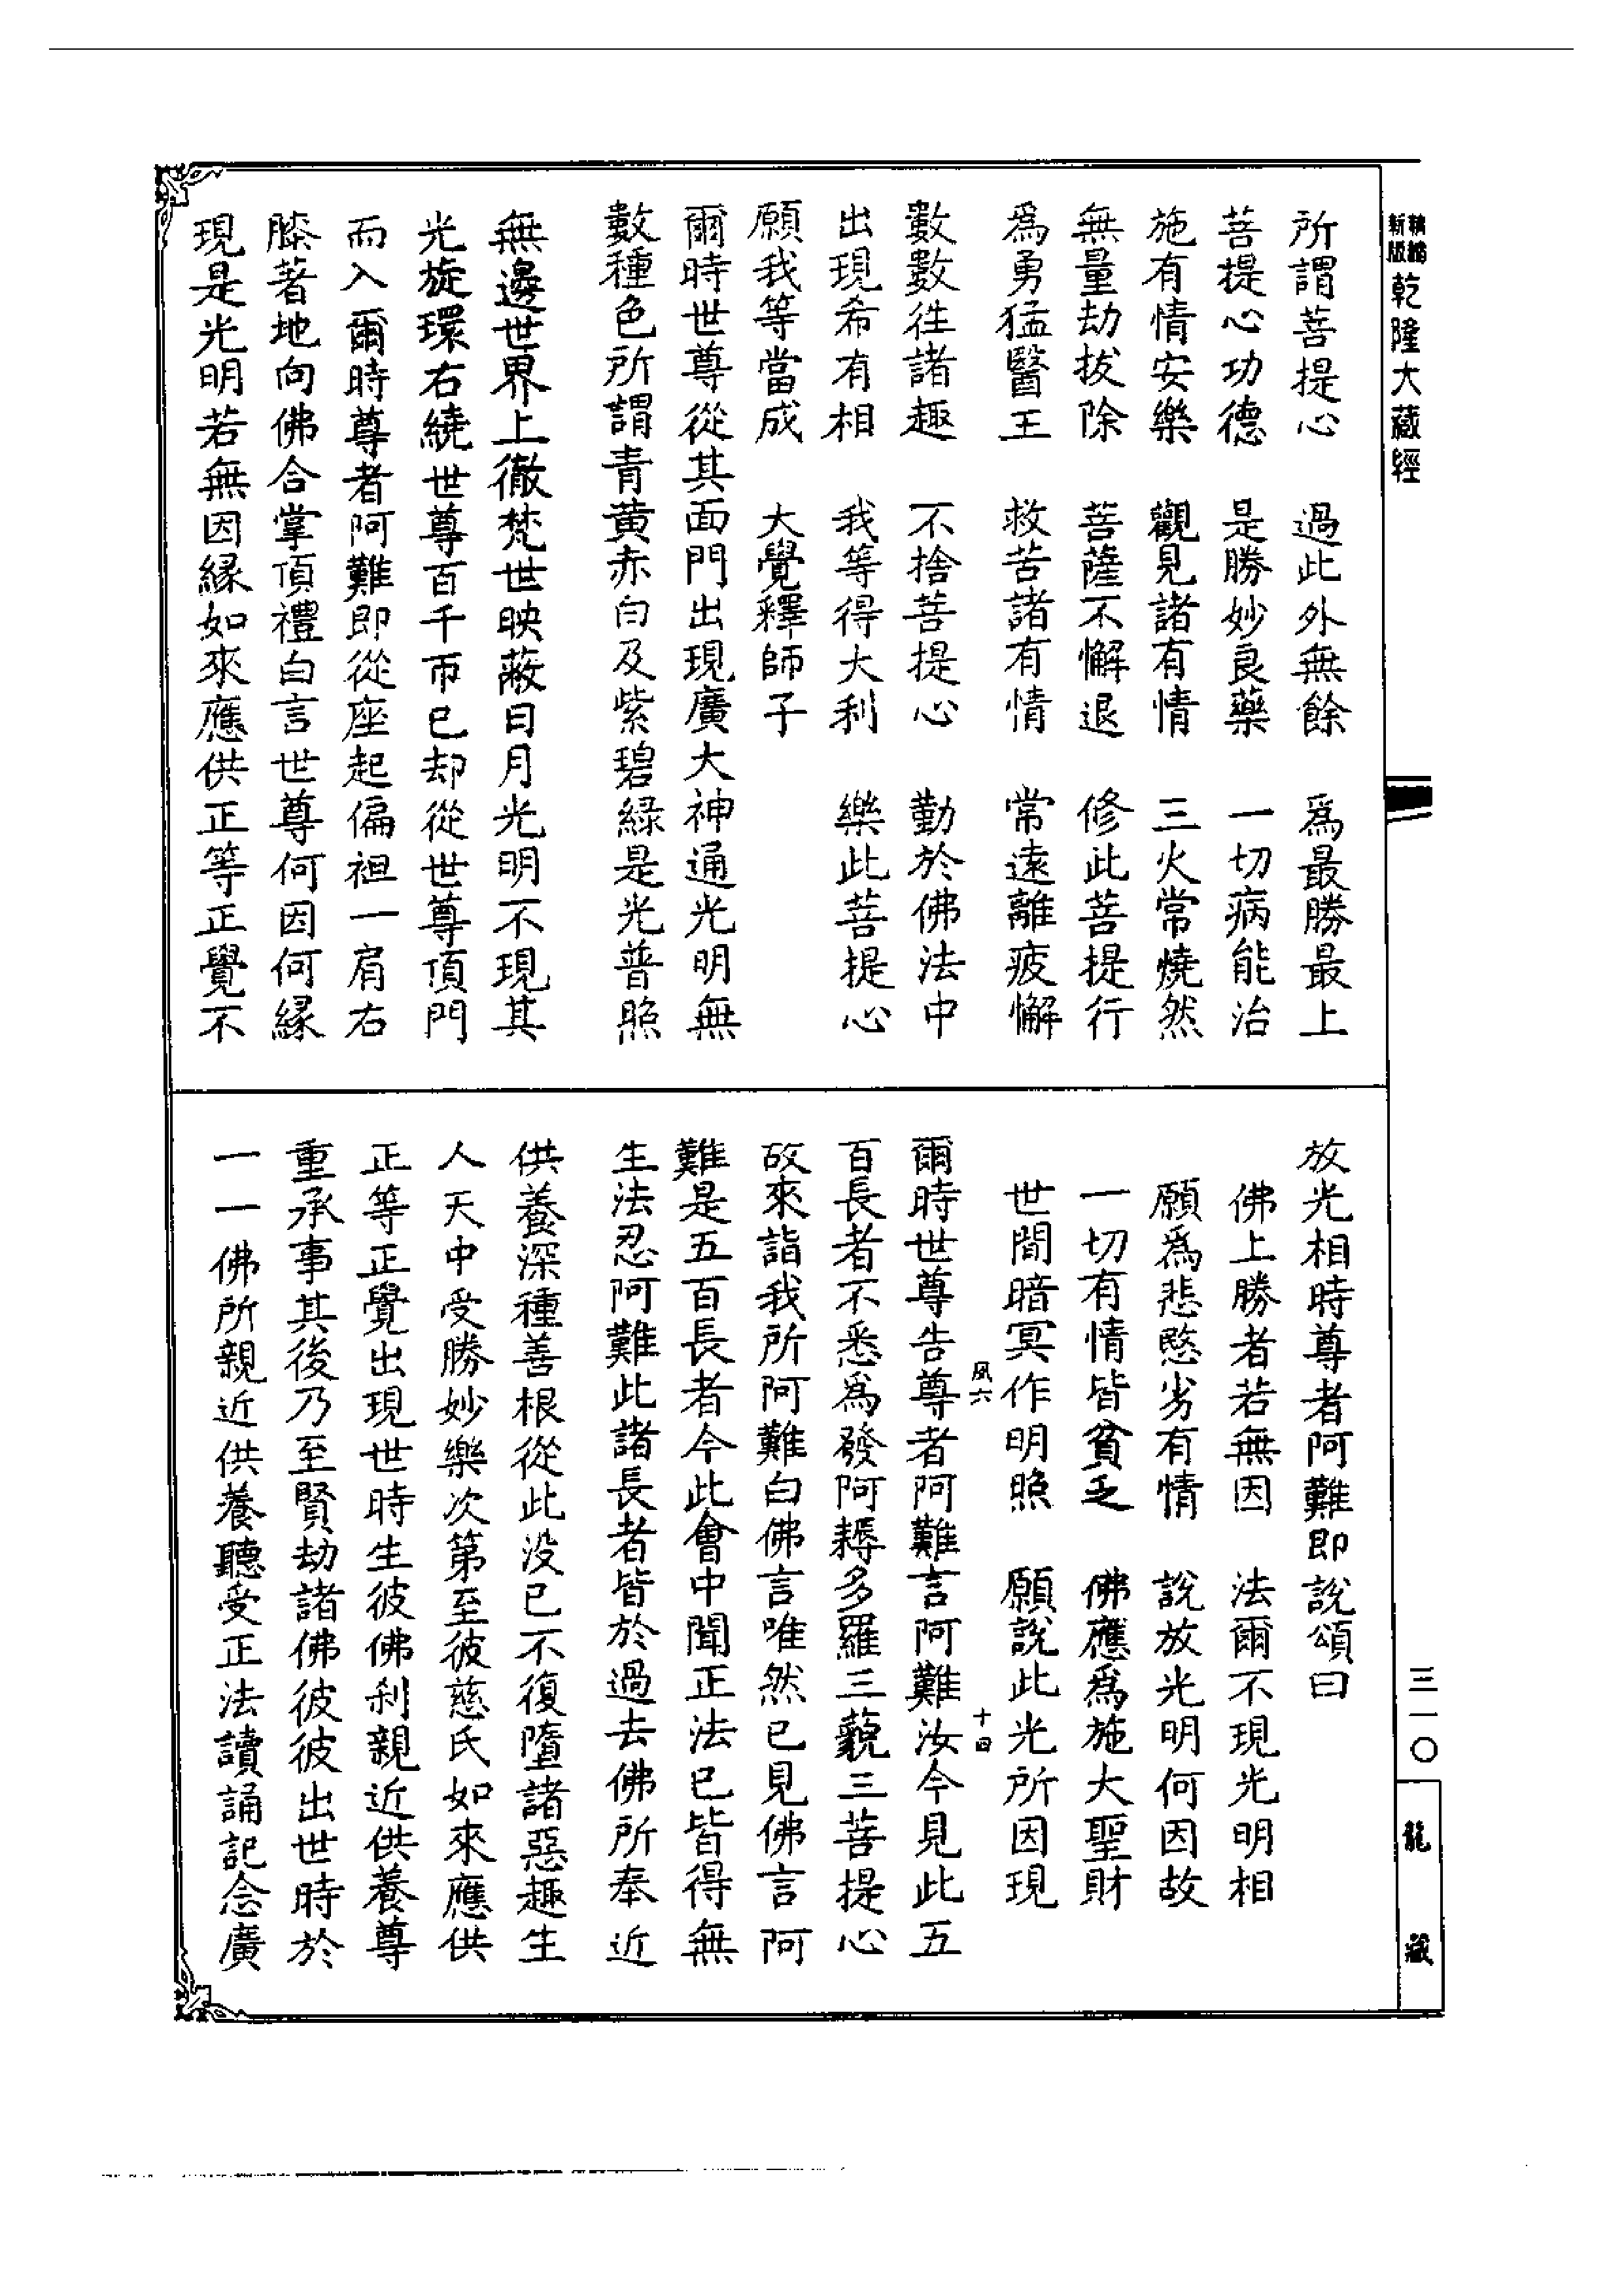 新版精縮乾隆大藏經
所謂菩提心　過此外無餘　爲最勝最上
菩提心功德　是勝妙良藥　一切病能治
施有情安樂　觀見諸有情　三火常燒然
無量劫拔除　菩薩不懈退　修此菩提行
爲勇猛醫王　救苦諸有情　常遠離疲懈
數數往諸趣　不捨菩提心　勤於佛法中
出現希有相　我等得大利　樂此菩提心
願我等當成　大覺釋師子
爾時世尊從其面門出現廣大神通光明無
數種色所謂青黄赤白及紫碧緑是光普照
無邊世界上徹梵世映蔽日月光明不現其
光旋環右繞世尊百千帀已却從世尊頂門
而入爾時尊者阿難即從座起偏袒一肩右
膝著地向佛合掌頂禮白言世尊何因何縁
現是光明若無因縁如來應供正等正覺不
放光相時尊者阿難即說頌曰
佛上勝者若無因　法爾不現光明相
願爲悲愍劣有情　說放光明何因故
一切有情皆貧乏　佛應爲施大聖財
世間暗冥作明照　願說此光所因現
風六　十四
爾時世尊告尊者阿難言阿難汝今見此五
百長者不悉爲發阿耨多羅三藐三菩提心
故來詣我所阿難白佛言唯然已見佛言阿
難是五百長者今此會中聞正法已皆得無
生法忍阿難此諸長者皆於過去佛所奉近
供養深種善根從此没已不復墮諸惡趣生
人天中受勝妙樂次第至彼慈氏如來應供
正等正覺出現世時生彼佛刹親近供養尊
重承事其後乃至賢劫諸佛彼彼出世時於
一一佛所親近供養聽受正法讀誦記念廣
三一〇
龍藏